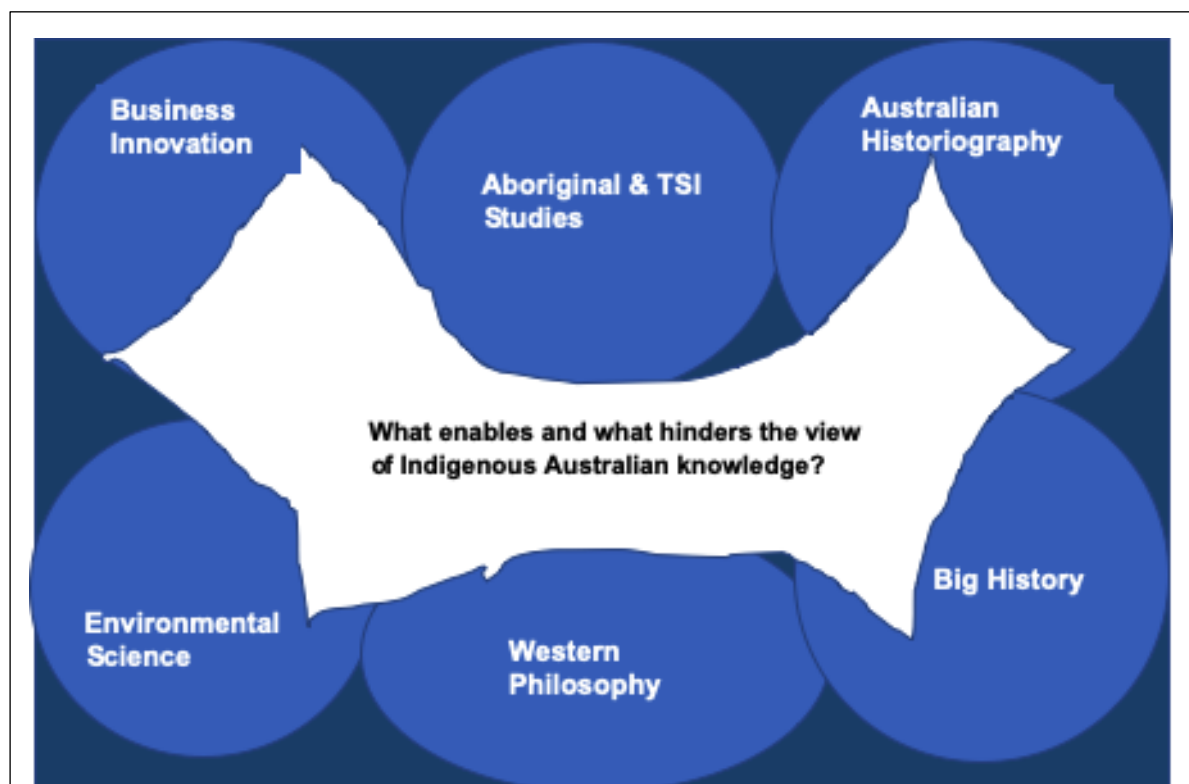 Business
Innovation
Aboriginal & TSI
Studies
Australian
Historiography
What enables and what hinders the view
of Indigenous Australian knowledge?
Environmental
Science
Western
Philosophy
Big History